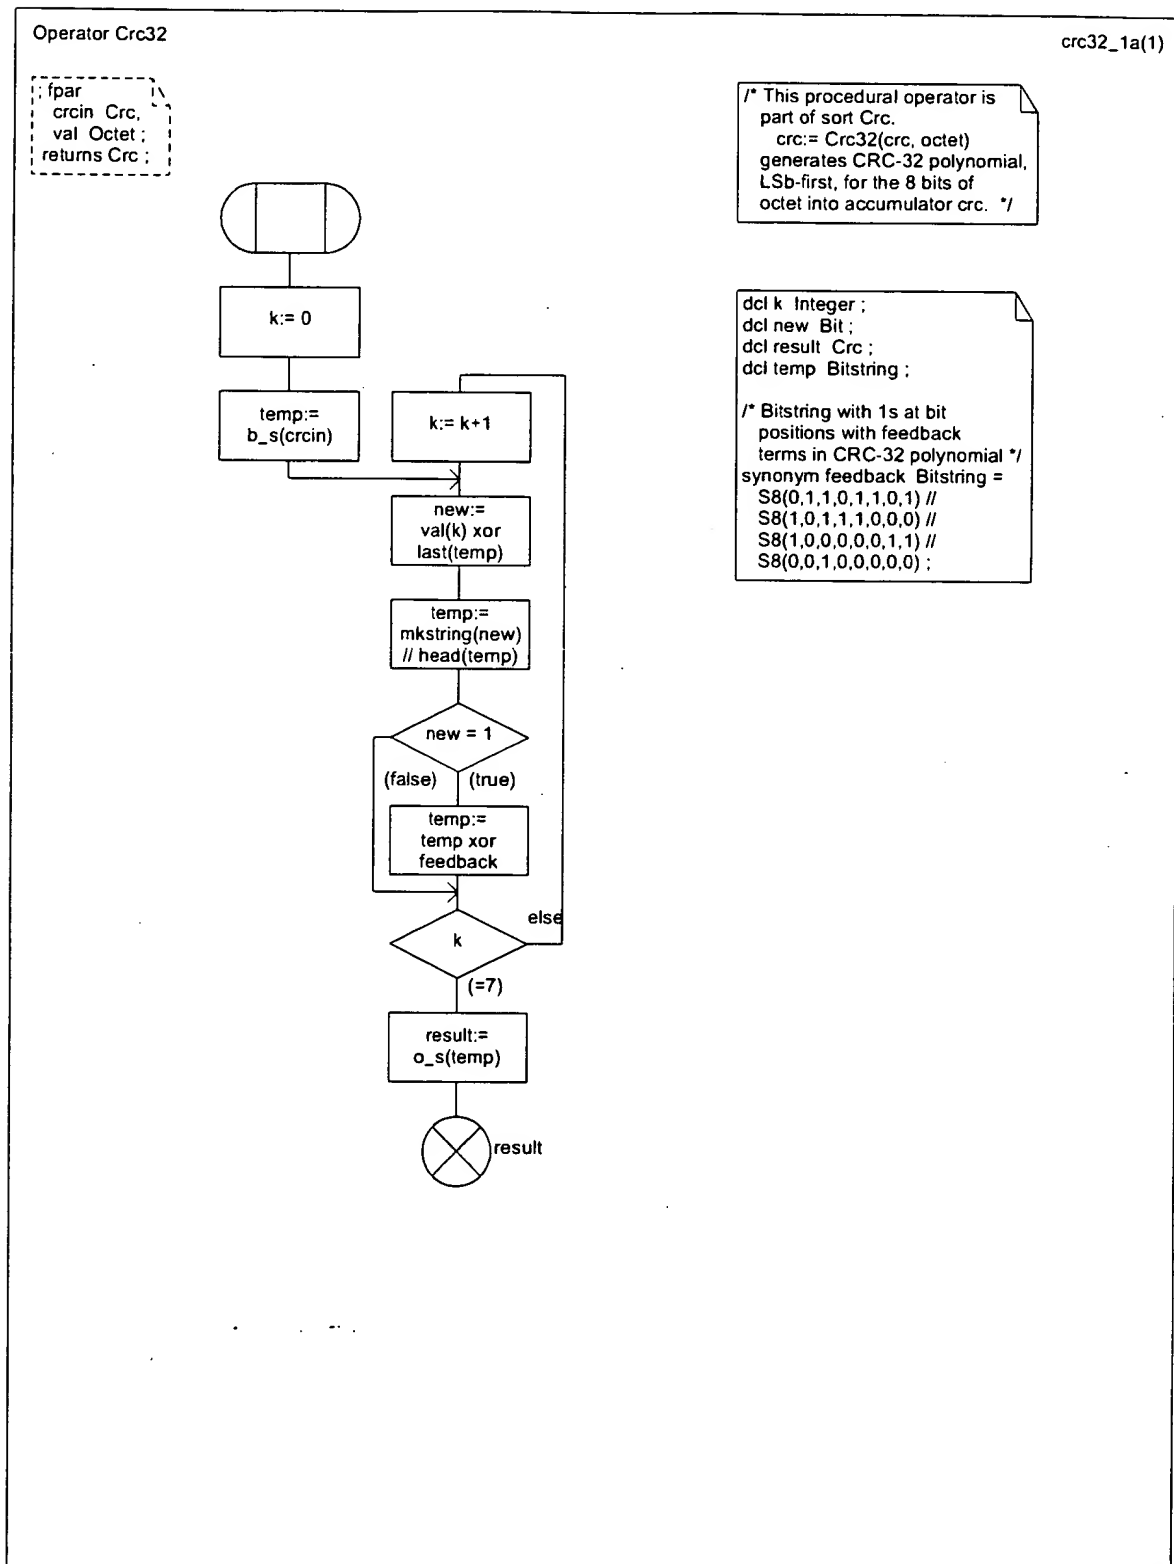 Operator Crc32
crc32_1a(1)
; fpar
crcin Crc,
val Octet ;
returns Crc ;
/* This procedural operator is
part of sort Crc.
crc:= Crc32(crc, octet)
generates CRC-32 polynomial,
LSb-first, for the 8 bits of
octet into accumulator crc. */
dcl k Integer ;
dcl new Bit ;
dcl result Crc ;
dcl temp Bitstring ;
/* Bitstring with 1s at bit
positions with feedback
terms in CRC-32 polynomial */
synonym feedback Bitstring =
S8(0,1,1,0,1,1,0,1) //
S8(1,0,1,1,1,0,0,0) //
S8(1,0,0,0,0,0,1,1) //
S8(0,0,1,0,0,0,0,0) ;
k:= 0
temp:=
b_s(crcin)
k:= k+1
new:=
val(k) xor
last(temp)
temp:=
mkstring(new)
// head(temp)
new = 1
(false)
(true)
temp:=
temp xor
feedback
else
k
(=7)
result:=
o_s(temp)
result